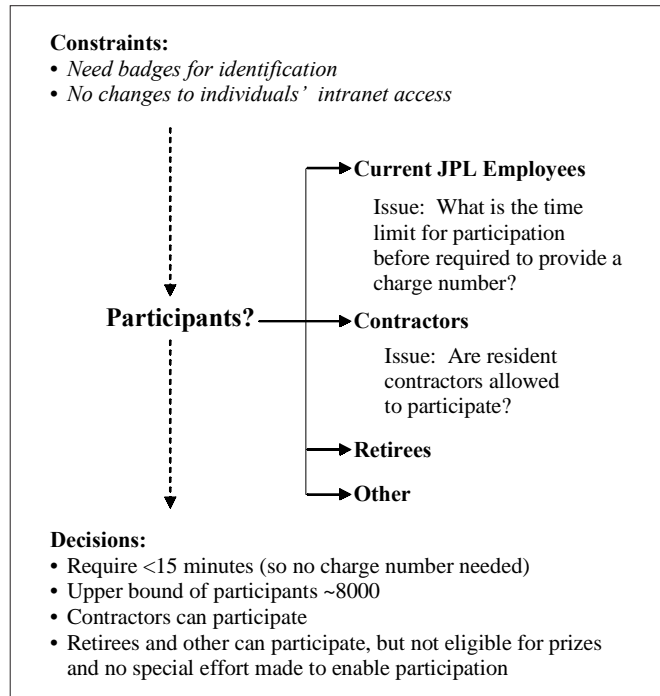 Constraints:
• Need badges for identification
• No changes to individuals’ intranet access
Current JPL Employees
Issue: What is the time
limit for participation
before required to provide a
charge number?
Participants?
Contractors
Issue: Are resident
contractors allowed
to participate?
Retirees
Other
Decisions:
• Require <15 minutes (so no charge number needed)
• Upper bound of participants ~8000
• Contractors can participate
• Retirees and other can participate, but not eligible for prizes
and no special effort made to enable participation